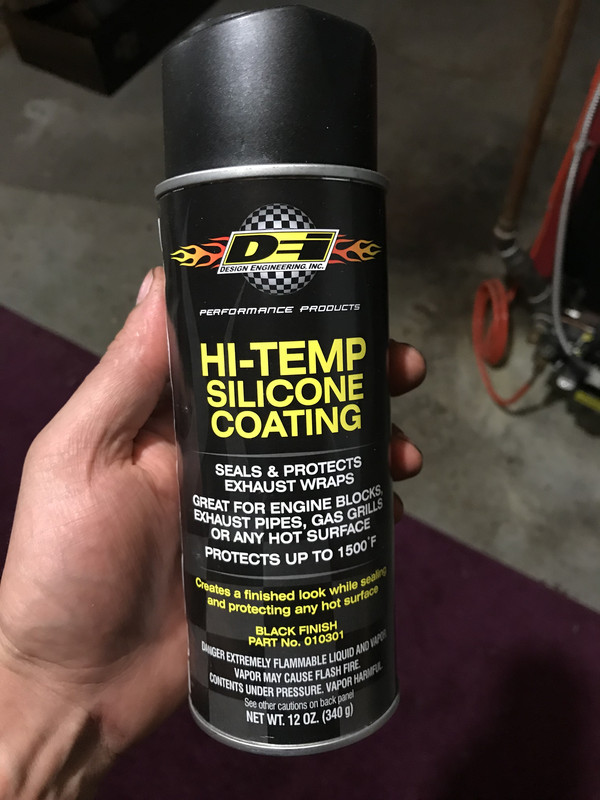 DEi
DESIGN ENGINEERING, INC.
PERFORMANCE PRODUCTS
HI-TEMP
SILICONE
COATING
SEALS & PROTECTS
EXHAUST WRAPS
GREAT FOR ENGINE BLOCKS,
EXHAUST PIPES, GAS GRILLS
OR ANY HOT SURFACE
PROTECTS UP TO 1500°F
Creates a finished look while sealing
and protecting any hot surface
BLACK FINISH
PART No. 010301
DANGER EXTREMELY FLAMMABLE LIQUID AND VAPOR.
VAPOR MAY CAUSE FLASH FIRE.
CONTENTS UNDER PRESSURE. VAPOR HARMFUL.
See other cautions on back panel
NET WT. 12 OZ. (340 g)